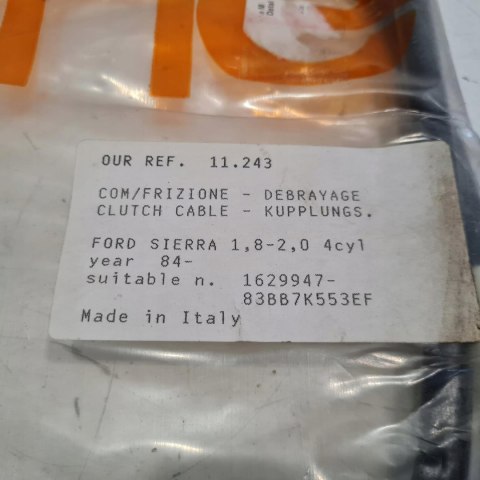 OUR REF. 11.243
COM/FRIZIONE - DEBRAYAGE
CLUTCH CABLE - KUPPLUNGS.
FORD SIERRA 1,8-2,0 4cyl
year 84-
suitable n. 1629947-
83BB7K553EF
Made in Italy